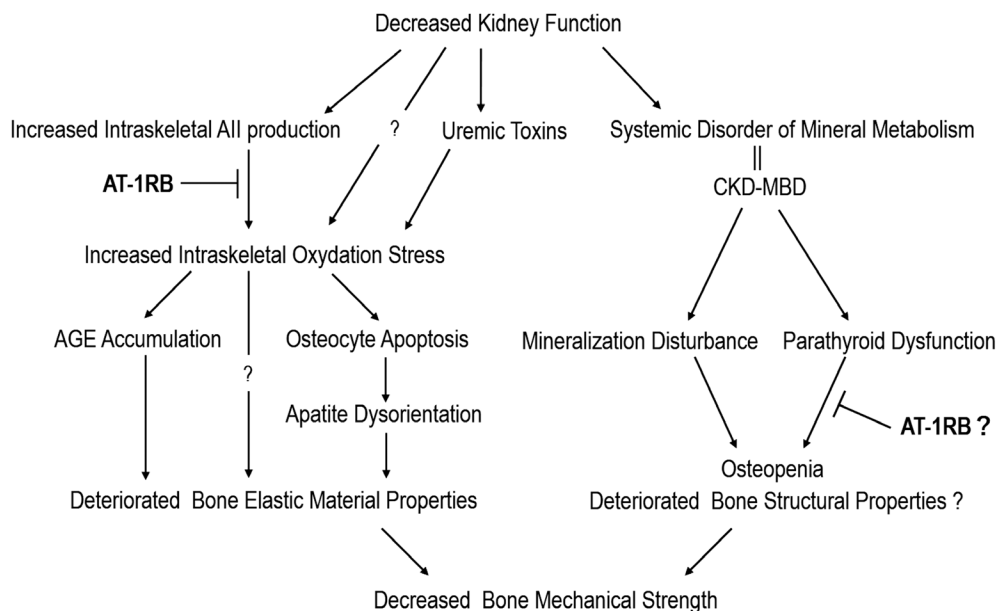 Decreased Kidney Function
Increased Intraskeletal AII production
?
Uremic Toxins
Systemic Disorder of Mineral Metabolism
AT-1RB
CKD-MBD
Increased Intraskeletal Oxydation Stress
AGE Accumulation
Osteocyte Apoptosis
Mineralization Disturbance
Parathyroid Dysfunction
?
Apatite Dysorientation
AT-1RB ?
Osteopenia
Deteriorated Bone Elastic Material Properties
Deteriorated Bone Structural Properties ?
Decreased Bone Mechanical Strength